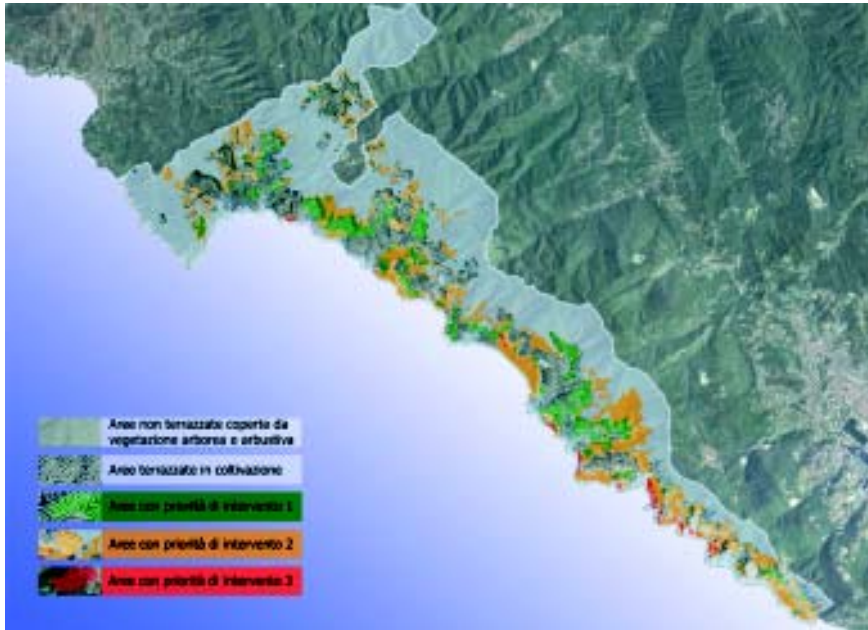 Aree non terrazzate coperte da
vegetazione arborea e arbustiva
Aree terrazzate in coltivazione
Aree con priorità di intervento 1
Aree con priorità di intervento 2
Aree con priorità di intervento 3